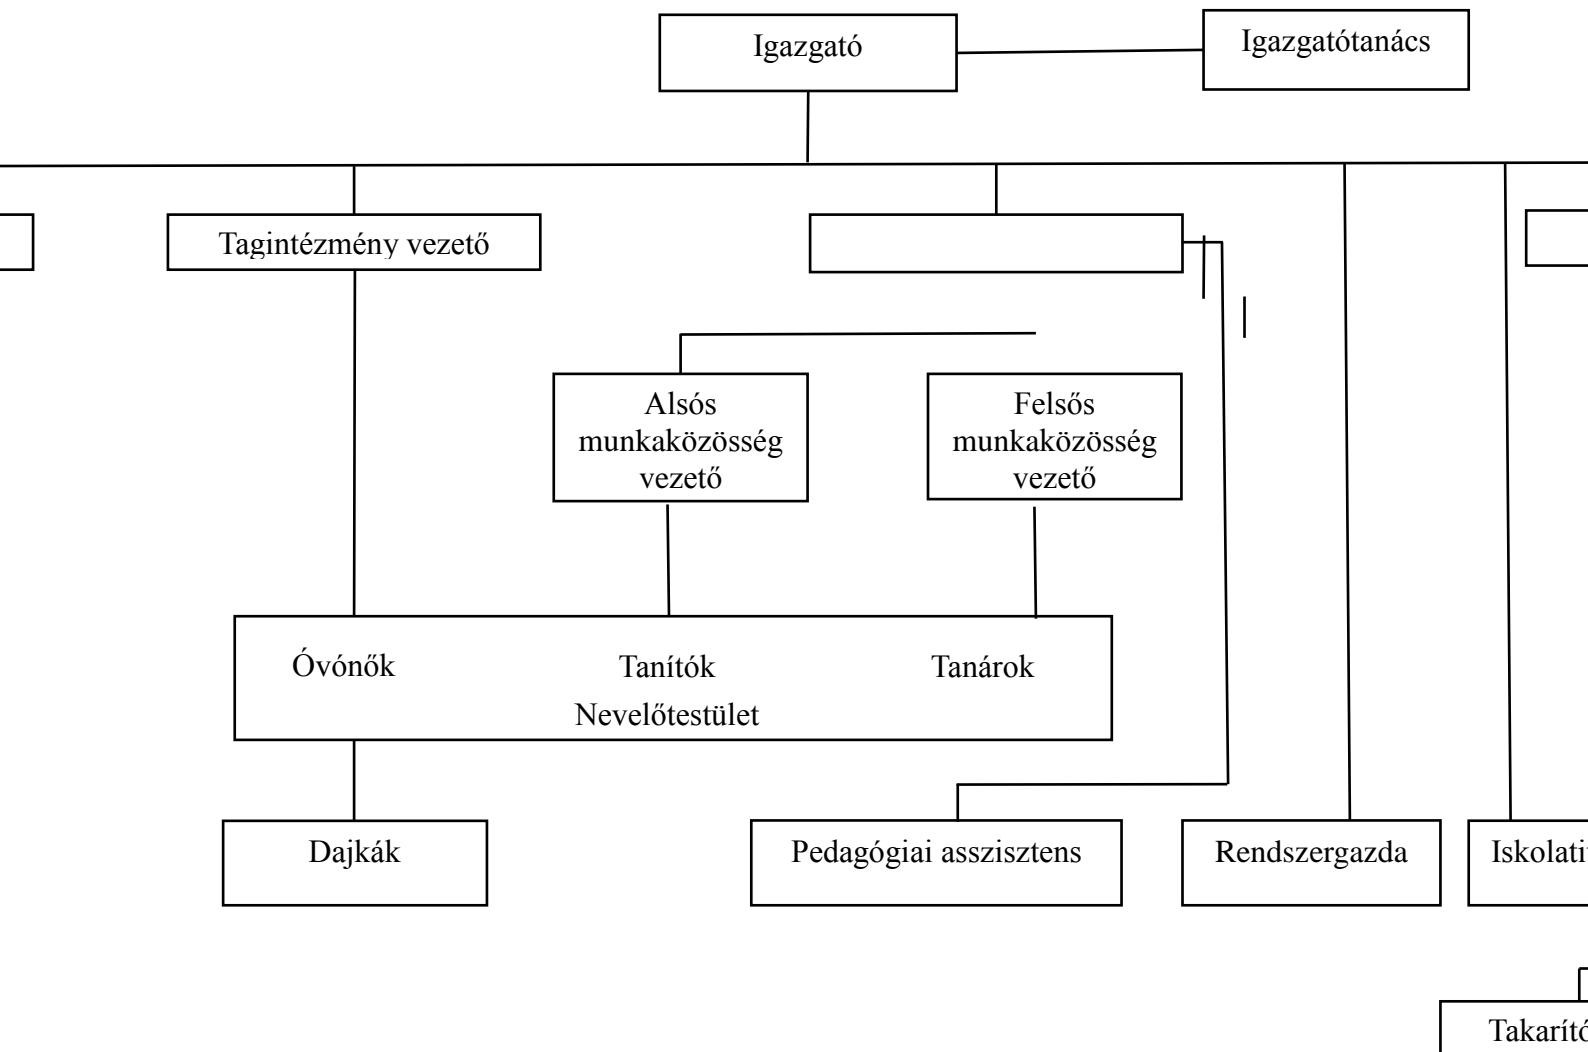 Igazgató
Igazgatótanács
Tagintézmény vezető
Alsós
munkaközösség
vezető
Felsős
munkaközösség
vezető
Óvónők
Tanítók
Tanárok
Nevelőtestület
Dajkák
Pedagógiai asszisztens
Rendszergazda